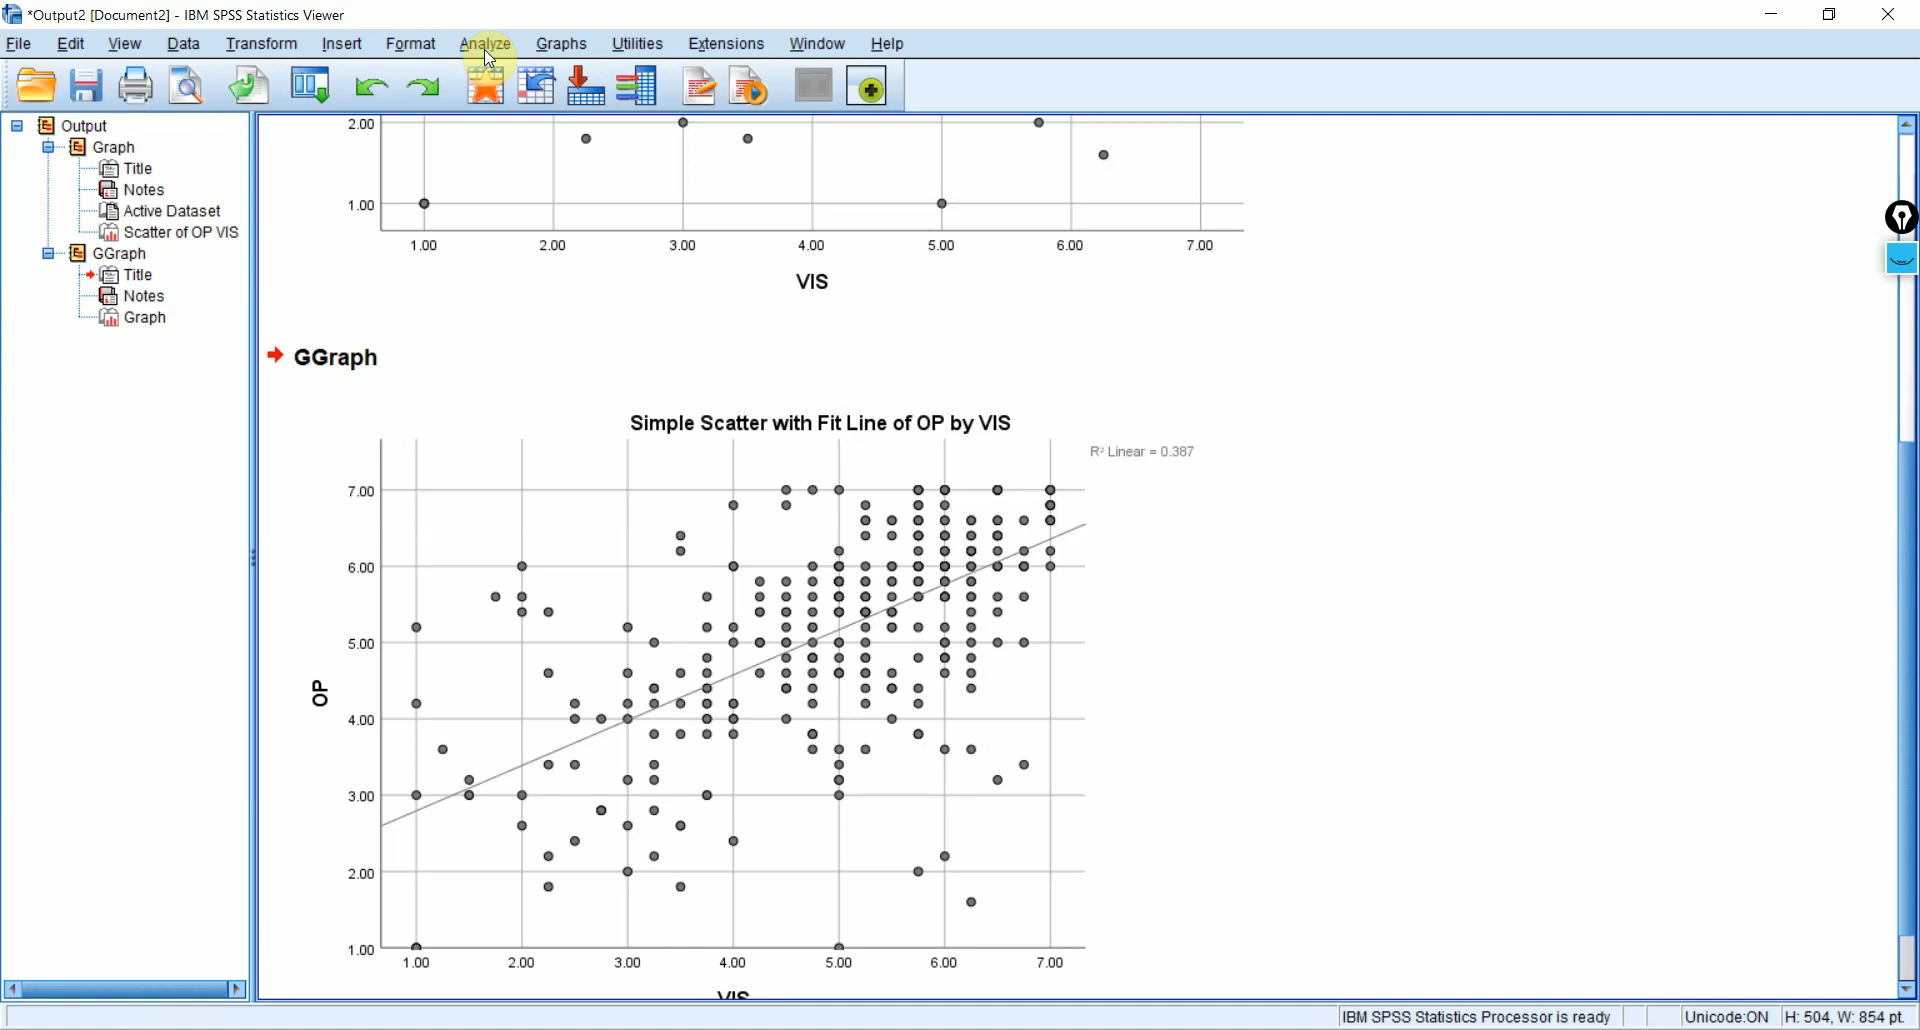 *Output2 [Document2] - IBM SPSS Statistics Viewer
File Edit View Data Transform Insert Format Analyze Graphs Utilities Extensions Window Help
Output
Graph
Title
Notes
Active Dataset
Scatter of OP VIS
GGraph
Title
Notes
Graph
2.00
1.00
1.00 2.00 3.00 4.00 5.00 6.00 7.00
VIS
GGraph
Simple Scatter with Fit Line of OP by VIS
R² Linear = 0.387
7.00
6.00
5.00
OP
4.00
3.00
2.00
1.00
1.00 2.00 3.00 4.00 5.00 6.00 7.00
VIS
IBM SPSS Statistics Processor is ready Unicode:ON H: 504, W: 854 pt.